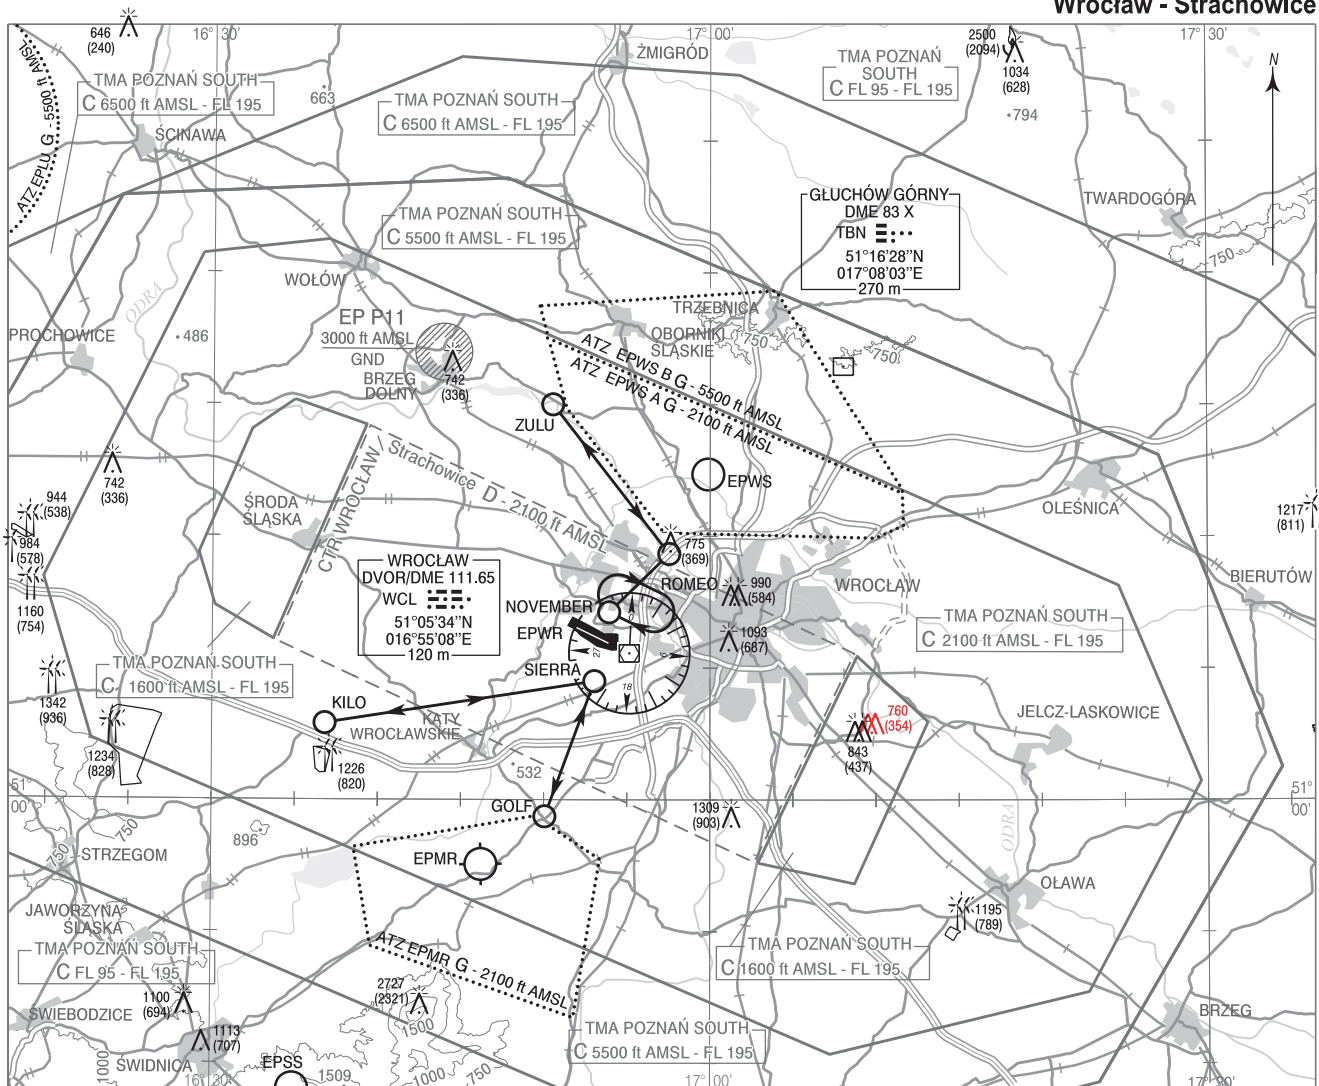 Wrocław - Strachowice
646
(240)
16° 30'
17° 00'
17° 30'
2500
(2094)
1034
(628)
N
ŻMIGRÓD
TMA POZNAŃ SOUTH
C 6500 ft AMSL - FL 195
TMA POZNAŃ SOUTH
C 6500 ft AMSL - FL 195
TMA POZNAŃ
SOUTH
C FL 95 - FL 195
663
794
ATZ EPLU G - 5500 ft AMSL
ŚCINAWA
TWARDOGÓRA
GŁUCHÓW GÓRNY
DME 83 X
TBN
51°16'28"N
017°08'03"E
270 m
TMA POZNAŃ SOUTH
C 5500 ft AMSL - FL 195
750
WOŁÓW
ODRA
PROCHOWICE
486
EP P11
3000 ft AMSL
GND
BRZEG
DOLNY
742
(336)
TRZEBNICA
OBORNIKI
ŚLĄSKIE
750
750
ATZ EPWS B G - 5500 ft AMSL
ATZ EPWS A G - 2100 ft AMSL
ZULU
EPWS
742
(336)
944
(538)
984
(578)
1160
(754)
ŚRODA
ŚLĄSKA
CTR WROCŁAW / Strachowice D - 2100 ft AMSL
OLEŚNICA
1217
(811)
775
(369)
WROCŁAW
DVOR/DME 111.65
WCL
51°05'34"N
016°55'08"E
120 m
ROMEO
990
(584)
WROCŁAW
BIERUTÓW
NOVEMBER
EPWR
27
9
18
1093
(687)
TMA POZNAŃ SOUTH
C 2100 ft AMSL - FL 195
SIERRA
TMA POZNAŃ SOUTH
C 1600 ft AMSL - FL 195
1342
(936)
KILO
KĄTY
WROCŁAWSKIE
1234
(828)
1226
(820)
532
760
(354)
843
(437)
JELCZ-LASKOWICE
51°
00'
51°
00'
GOLF
1309
(903)
ODRA
750
750
896
STRZEGOM
EPMR
OŁAWA
JAWORZYNA
ŚLĄSKA
1195
(789)
TMA POZNAŃ SOUTH
C FL 95 - FL 195
ATZ EPMR G - 2100 ft AMSL
TMA POZNAŃ SOUTH
C 1600 ft AMSL - FL 195
1100
(694)
2727
(2321)
1500
ŚWIEBODZICE
BRZEG
1113
(707)
TMA POZNAŃ SOUTH
C 5500 ft AMSL - FL 195
ŚWIDNICA
EPSS
1000
1509
1000
750
16° 30'
17° 00'
17° 30'